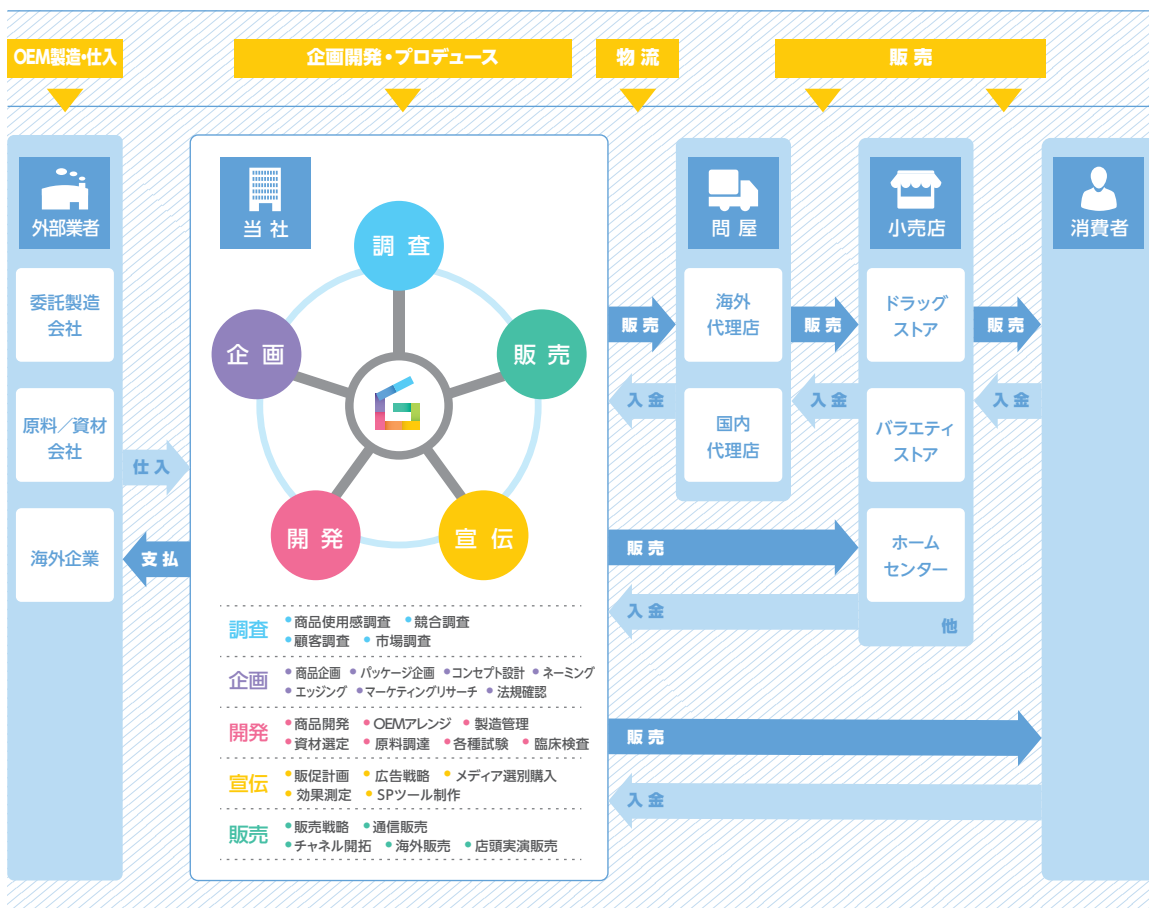 OEM製造・仕入
企画開発・プロデュース
物流
販売
外部業者
委託製造
会社
原料／資材
会社
海外企業
仕入
支払
当社
調査
企画
販売
開発
宣伝
調査
•商品使用感調査 •競合調査
•顧客調査 •市場調査
企画
•商品企画 •パッケージ企画 •コンセプト設計 •ネーミング
•エッジング •マーケティングリサーチ •法規確認
開発
•商品開発 •OEMアレンジ •製造管理
•資材選定 •原料調達 •各種試験 •臨床検査
宣伝
•販促計画 •広告戦略 •メディア選別購入
•効果測定 •SPツール制作
販売
•販売戦略 •通信販売
•チャネル開拓 •海外販売 •店頭実演販売
販売
入金
問屋
海外
代理店
国内
代理店
販売
入金
小売店
ドラッグ
ストア
バラエティ
ストア
ホーム
センター
他
販売
入金
消費者
販売
入金
販売
入金